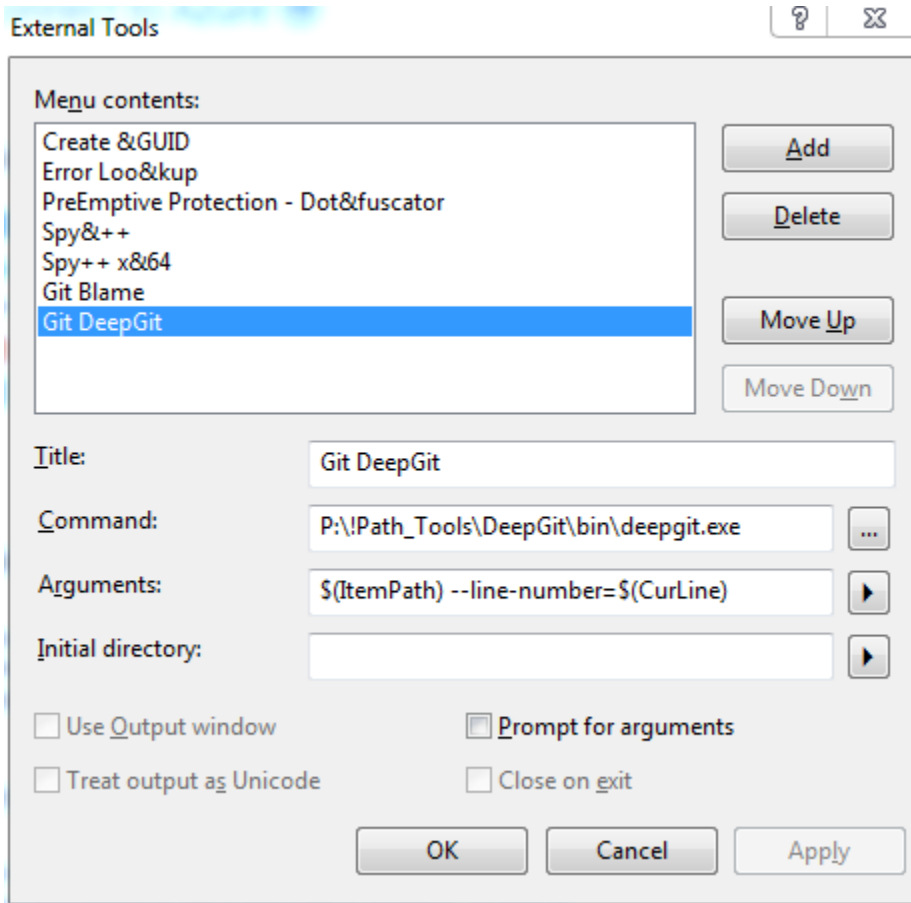 External Tools
Menu contents:
Create &GUID
Error Loo&kup
PreEmptive Protection - Dot&fuscator
Spy&++
Spy++ x&64
Git Blame
Git DeepGit
Add
Delete
Move Up
Move Down
Title:
Git DeepGit
Command:
P:\!Path_Tools\DeepGit\bin\deepgit.exe
...
Arguments:
$(ItemPath) --line-number=$(CurLine)
Initial directory:
Use Output window
Prompt for arguments
Treat output as Unicode
Close on exit
OK
Cancel
Apply